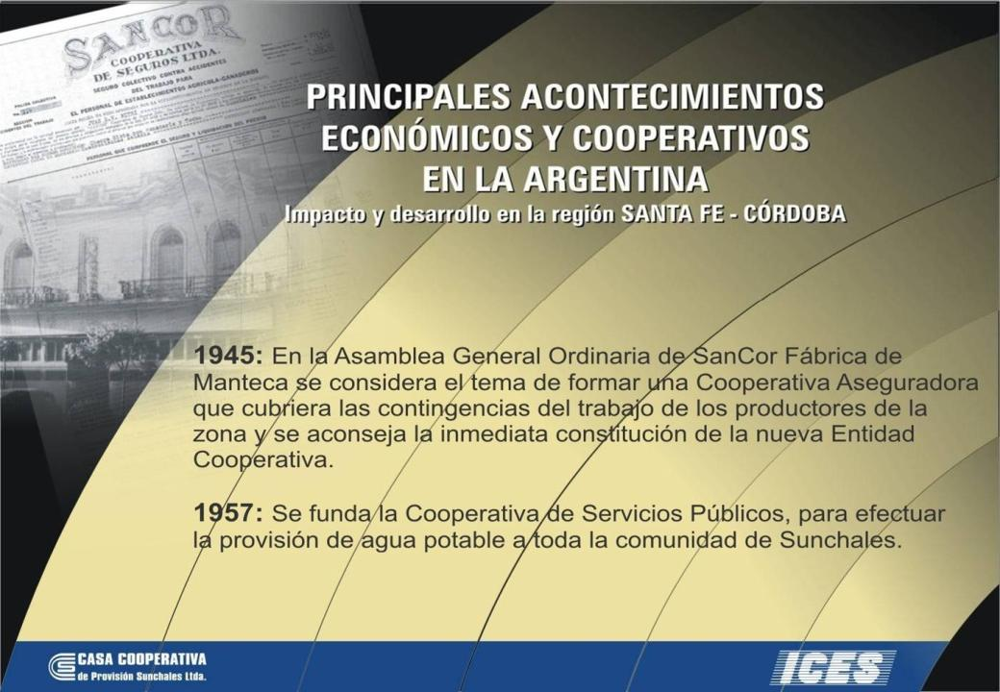 SANCOR
COOPERATIVA
DE SEGUROS LTDA.
SEGURO COLECTIVO CONTRA ACCIDENTES
DEL TRABAJO PARA
EL PERSONAL DE ESTABLECIMIENTOS AGRICOLA-GANADEROS
PRINCIPALES ACONTECIMIENTOS
ECONÓMICOS Y COOPERATIVOS
EN LA ARGENTINA
Impacto y desarrollo en la región SANTA FE - CÓRDOBA
1945: En la Asamblea General Ordinaria de SanCor Fábrica de
Manteca se considera el tema de formar una Cooperativa Aseguradora
que cubriera las contingencias del trabajo de los productores de la
zona y se aconseja la inmediata constitución de la nueva Entidad
Cooperativa.
1957: Se funda la Cooperativa de Servicios Públicos, para efectuar
la provisión de agua potable a toda la comunidad de Sunchales.
CASA COOPERATIVA
de Provisión Sunchales Ltda.
ICES